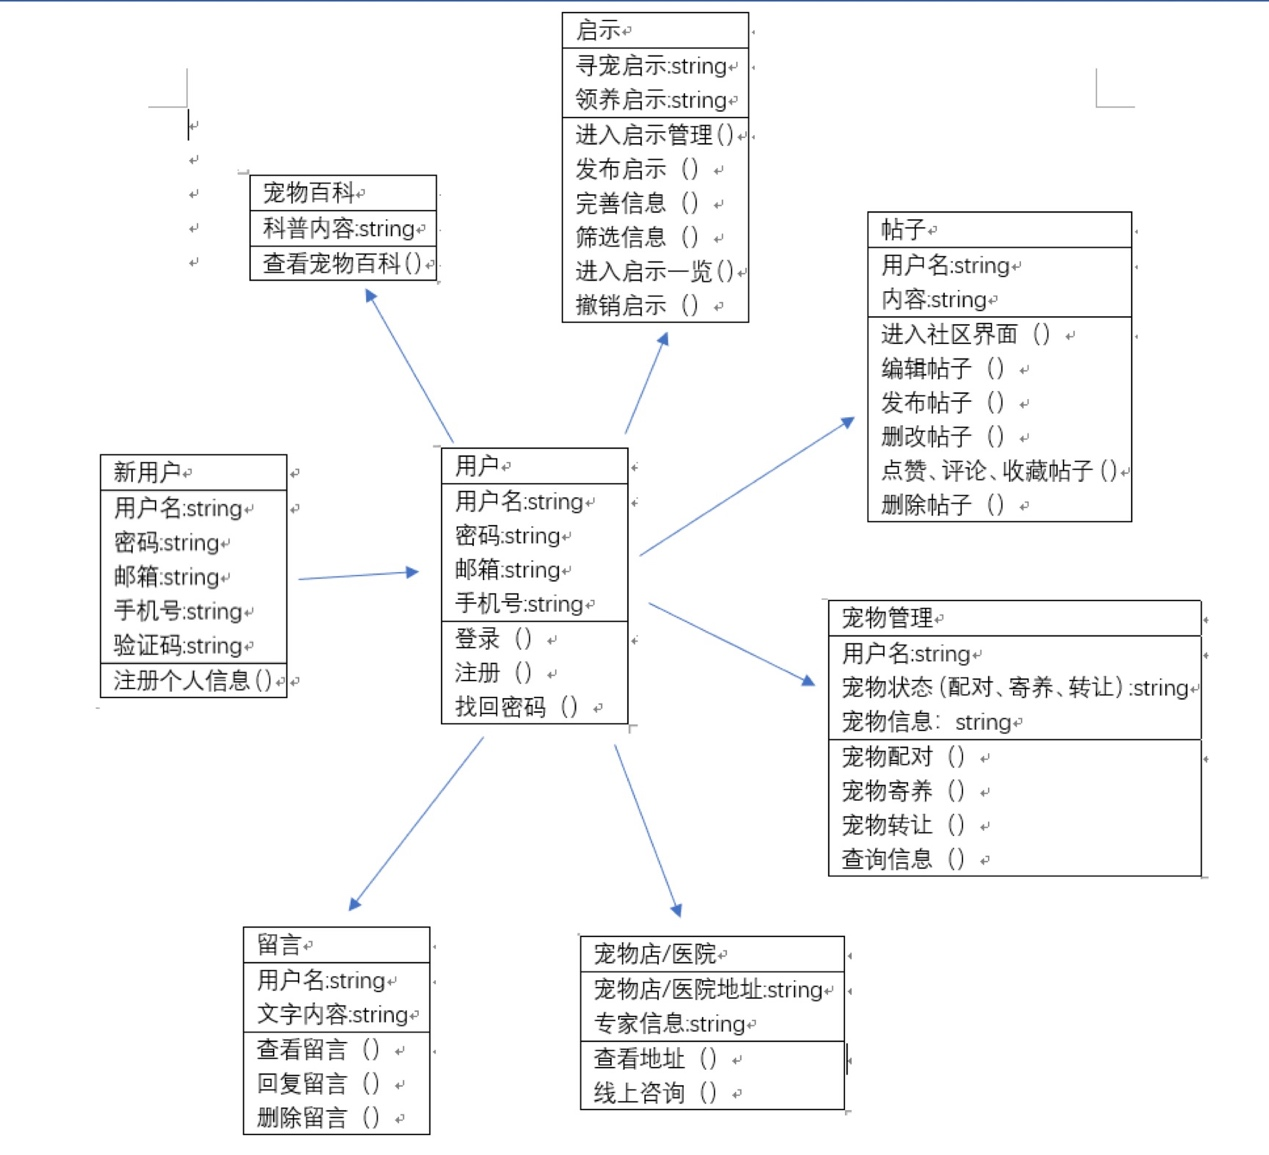 启示
寻宠启示:string
领养启示:string
进入启示管理()
发布启示（）
完善信息（）
筛选信息（）
进入启示一览()
撤销启示（）
宠物百科
科普内容:string
查看宠物百科()
帖子
用户名:string
内容:string
进入社区界面（）
编辑帖子（）
发布帖子（）
删改帖子（）
点赞、评论、收藏帖子()
删除帖子（）
新用户
用户名:string
密码:string
邮箱:string
手机号:string
验证码:string
注册个人信息()
用户
用户名:string
密码:string
邮箱:string
手机号:string
登录（）
注册（）
找回密码（）
宠物管理
用户名:string
宠物状态（配对、寄养、转让）:string
宠物信息：string
宠物配对（）
宠物寄养（）
宠物转让（）
查询信息（）
留言
用户名:string
文字内容:string
查看留言（）
回复留言（）
删除留言（）
宠物店/医院
宠物店/医院地址:string
专家信息:string
查看地址（）
线上咨询（）